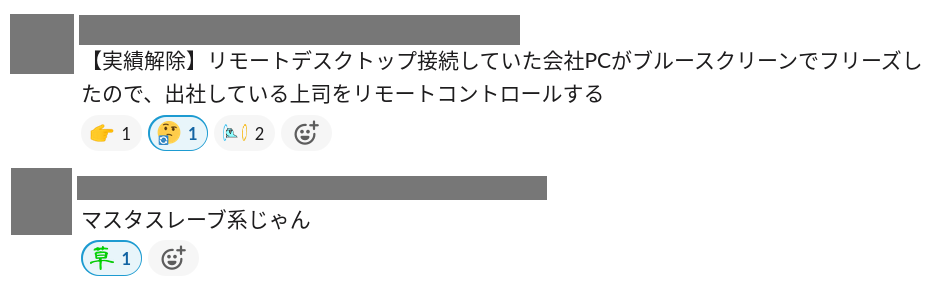 【実績解除】リモートデスクトップ接続していた会社PCがブルースクリーンでフリーズし
たので、出社している上司をリモートコントロールする
1 1 2
マスタスレーブ系じゃん
草 1